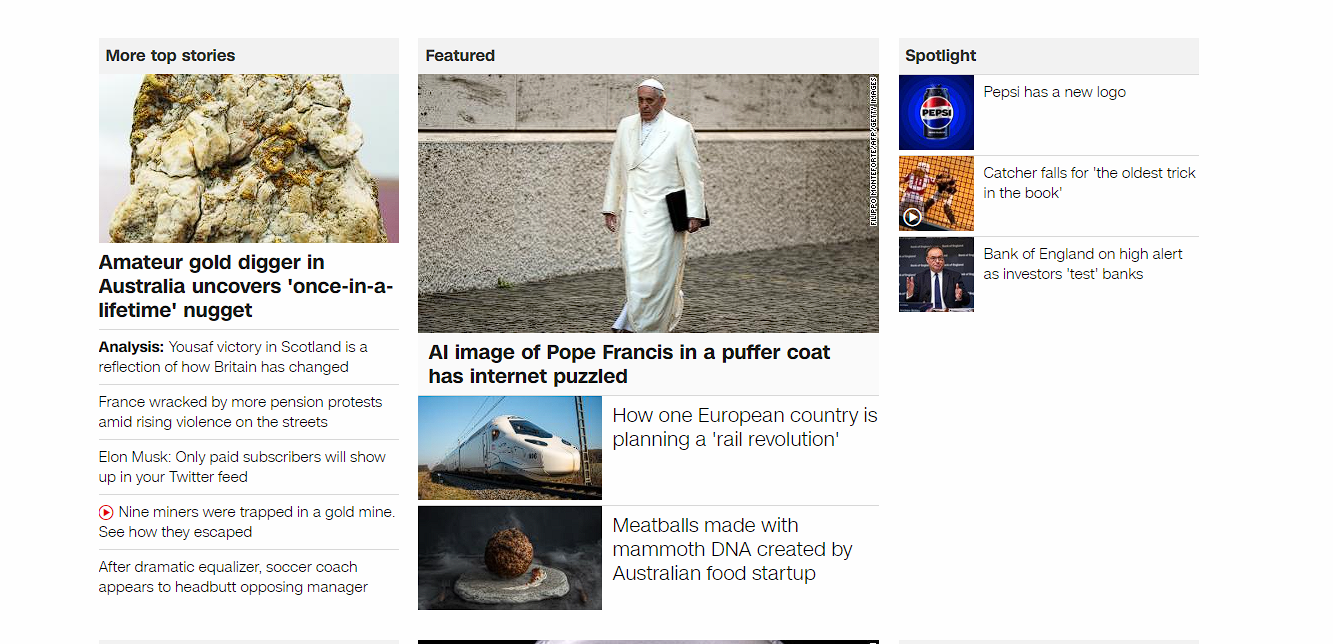 More top stories
Amateur gold digger in
Australia uncovers 'once-in-a-
lifetime' nugget
Analysis: Yousaf victory in Scotland is a
reflection of how Britain has changed
France wracked by more pension protests
amid rising violence on the streets
Elon Musk: Only paid subscribers will show
up in your Twitter feed
Nine miners were trapped in a gold mine.
See how they escaped
After dramatic equalizer, soccer coach
appears to headbutt opposing manager
Featured
FILIPPO MONTEFORTE/AFP/GETTY IMAGES
AI image of Pope Francis in a puffer coat
has internet puzzled
How one European country is
planning a 'rail revolution'
Meatballs made with
mammoth DNA created by
Australian food startup
Spotlight
PEPSI
Pepsi has a new logo
Catcher falls for 'the oldest trick
in the book'
Bank of England on high alert
as investors 'test' banks